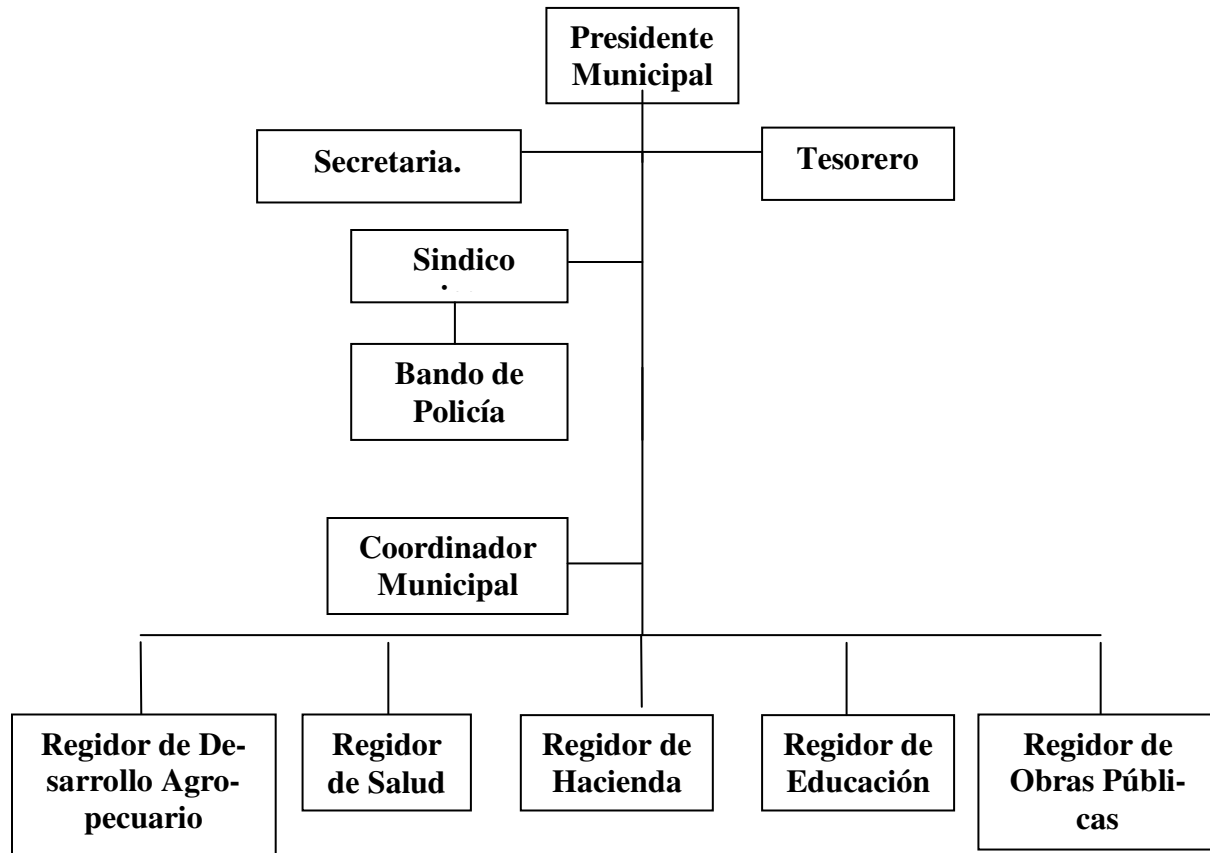 Presidente
Municipal
Secretaria.
Tesorero
Sindico
Bando de
Policía
Coordinador
Municipal
Regidor de De-
sarrollo Agro-
pecuario
Regidor
de Salud
Regidor de
Hacienda
Regidor de
Educación
Regidor de
Obras Públi-
cas